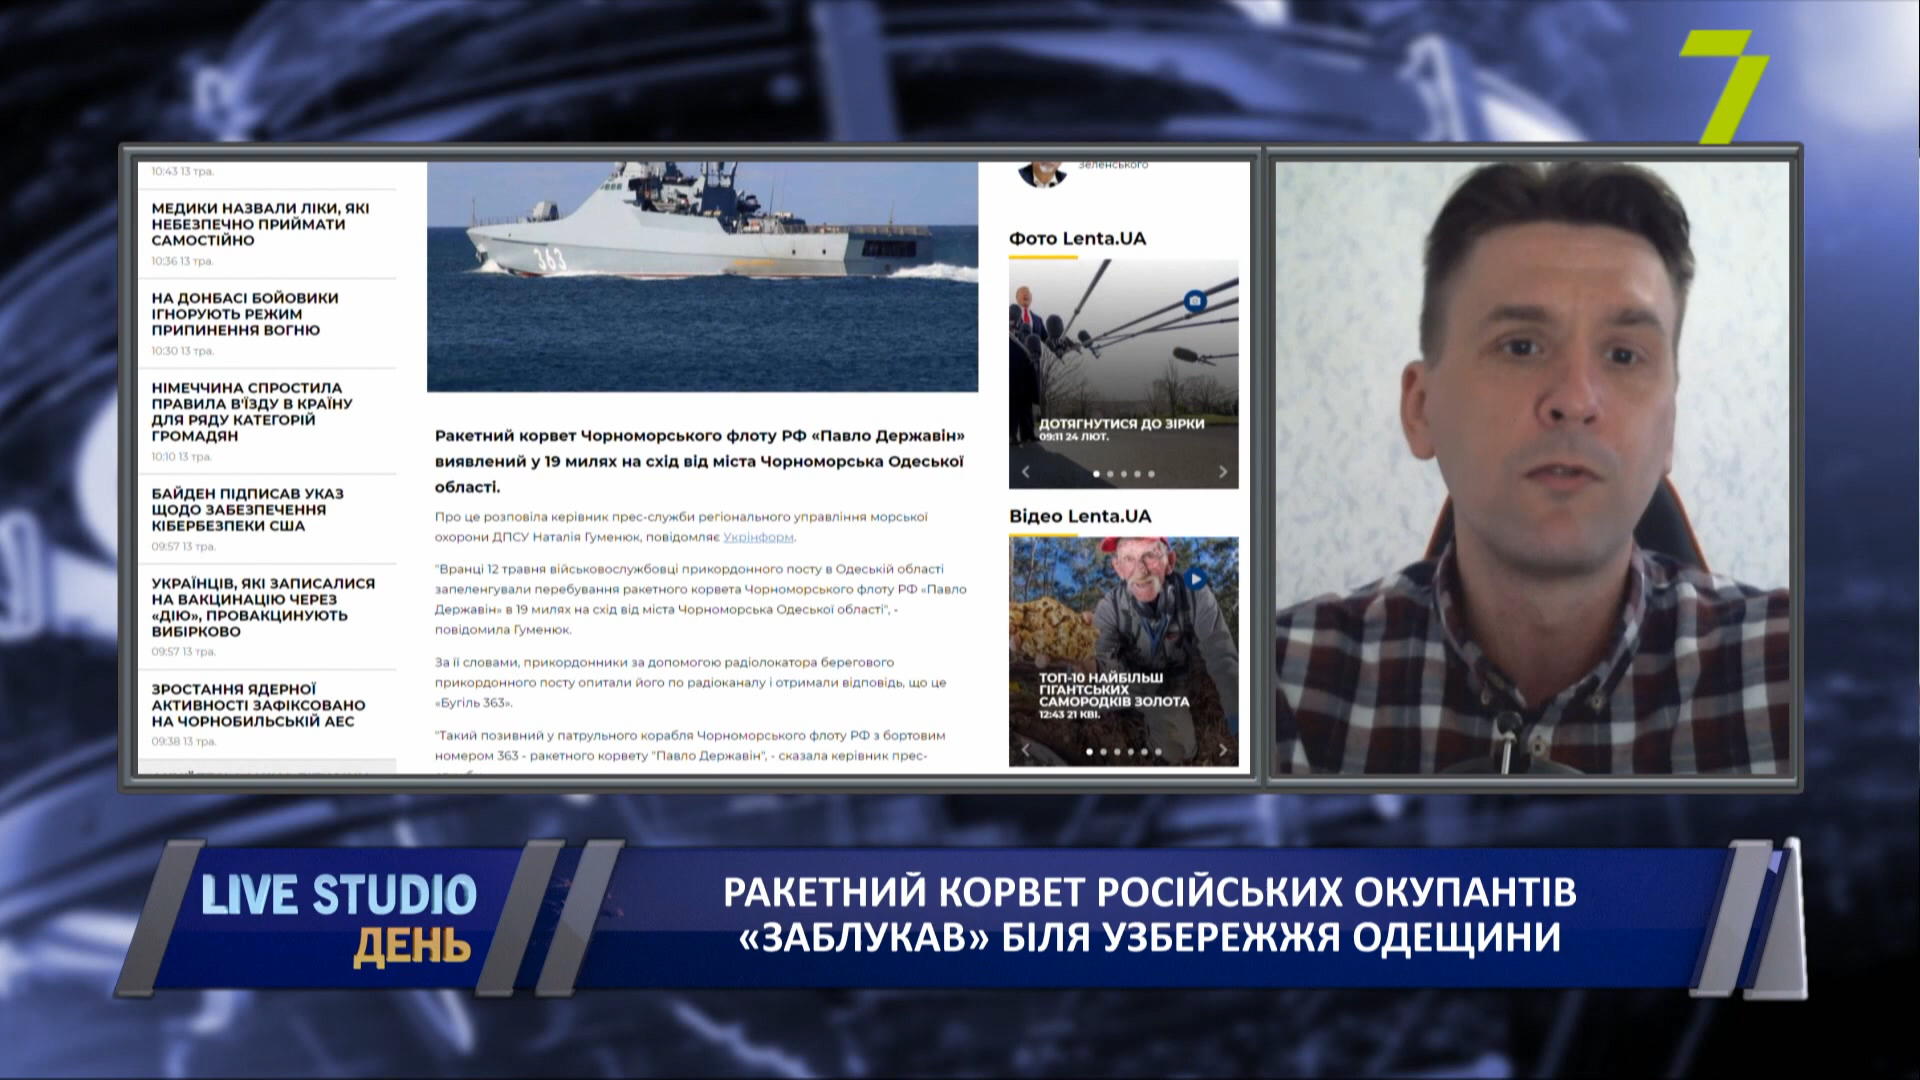 7
10:43 13 тра.
МЕДИКИ НАЗВАЛИ ЛІКИ, ЯКІ
НЕБЕЗПЕЧНО ПРИЙМАТИ
САМОСТІЙНО
10:36 13 тра.
НА ДОНБАСІ БОЙОВИКИ
ІГНОРУЮТЬ РЕЖИМ
ПРИПИНЕННЯ ВОГНЮ
10:30 13 тра.
НІМЕЧЧИНА СПРОСТИЛА
ПРАВИЛА В'ЇЗДУ В КРАЇНУ
ДЛЯ РЯДУ КАТЕГОРІЙ
ГРОМАДЯН
10:10 13 тра.
БАЙДЕН ПІДПИСАВ УКАЗ
ЩОДО ЗАБЕЗПЕЧЕННЯ
КІБЕРБЕЗПЕКИ США
09:57 13 тра.
УКРАЇНЦІВ, ЯКІ ЗАПИСАЛИСЯ
НА ВАКЦИНАЦІЮ ЧЕРЕЗ
«ДІЮ», ПРОВАКЦИНУЮТЬ
ВИБІРКОВО
09:57 13 тра.
ЗРОСТАННЯ ЯДЕРНОЇ
АКТИВНОСТІ ЗАФІКСОВАНО
НА ЧОРНОБИЛЬСЬКІЙ АЕС
09:38 13 тра.
363
Ракетний корвет Чорноморського флоту РФ «Павло Державін»
виявлений у 19 милях на схід від міста Чорноморська Одеської
області.
Про це розповіла керівник прес-служби регіонального управління морської
охорони ДПСУ Наталія Гуменюк, повідомляє Укрінформ.
"Вранці 12 травня військовослужбовці прикордонного посту в Одеській області
запеленгували перебування ракетного корвета Чорноморського флоту РФ «Павло
Державін» в 19 милях на схід від міста Чорноморська Одеської області", -
повідомила Гуменюк.
За її словами, прикордонники за допомогою радіолокатора берегового
прикордонного посту опитали його по радіоканалу і отримали відповідь, що це
«Бугіль 363».
"Такий позивний у патрульного корабля Чорноморського флоту РФ з бортовим
номером 363 - ракетного корвету "Павло Державін", - сказала керівник прес-
Зеленського
Фото Lenta.UA
ДОТЯГНУТИСЯ ДО ЗІРКИ
09:11 24 ЛЮТ.
Відео Lenta.UA
ТОП-10 НАЙБІЛЬШ
ГІГАНТСЬКИХ
САМОРОДКІВ ЗОЛОТА
12:43 21 КВІ.
LIVE STUDIO
ДЕНЬ
РАКЕТНИЙ КОРВЕТ РОСІЙСЬКИХ ОКУПАНТІВ
«ЗАБЛУКАВ» БІЛЯ УЗБЕРЕЖЖЯ ОДЕЩИНИ